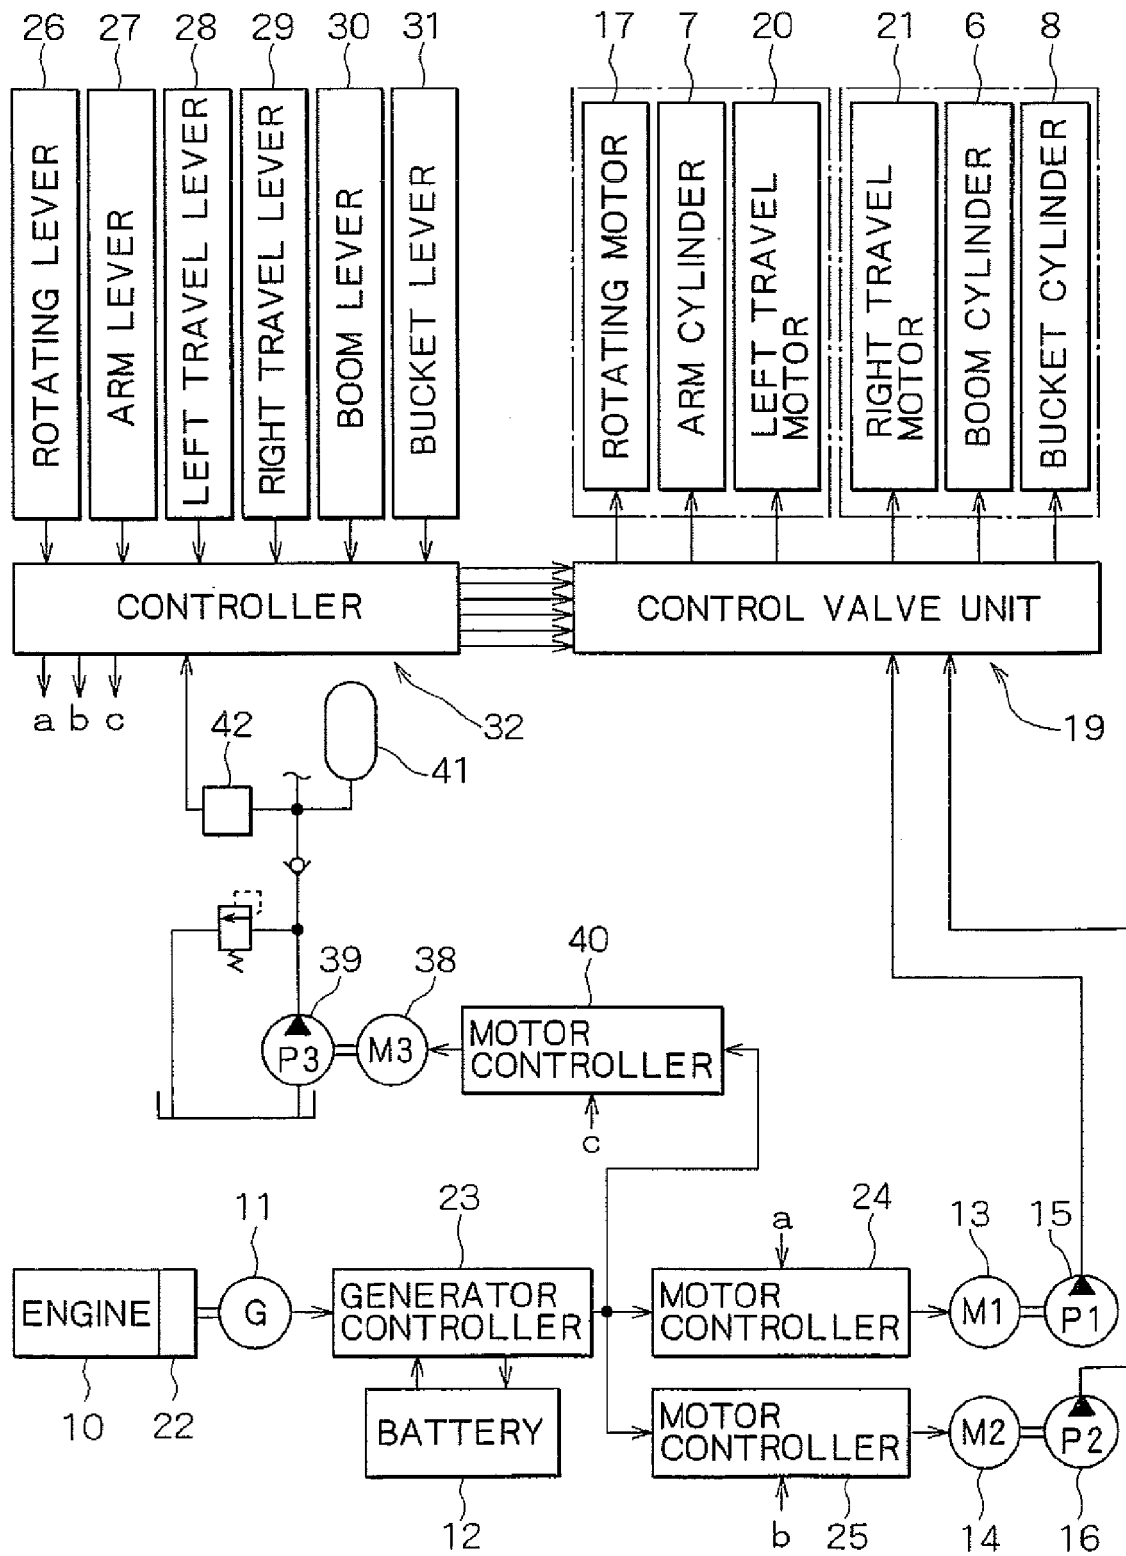 26 27 28 29 30 31 17 7 20 21 6 8
ROTATING LEVER
ARM LEVER
LEFT TRAVEL LEVER
RIGHT TRAVEL LEVER
BOOM LEVER
BUCKET LEVER
ROTATING MOTOR
ARM CYLINDER
LEFT TRAVEL
MOTOR
RIGHT TRAVEL
MOTOR
BOOM CYLINDER
BUCKET CYLINDER
CONTROLLER
CONTROL VALVE UNIT
a b c
32
19
42
41
39 38 40
P3
M3
MOTOR
CONTROLLER
c
11 23 a 24 13 15
ENGINE
G
GENERATOR
CONTROLLER
MOTOR
CONTROLLER
M1
P1
10 22
BATTERY
MOTOR
CONTROLLER
M2
P2
12 b 25 14 16